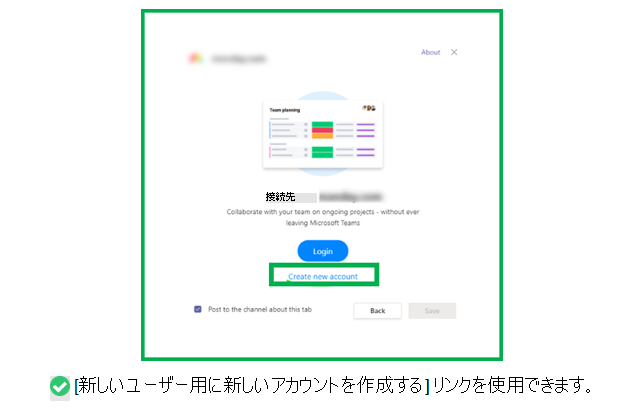 About
Team planning
接続先
Collaborate with your team on ongoing projects - without ever
leaving Microsoft Teams
Login
Create new account
Post to the channel about this tab
Back
Save
[新しいユーザー用に新しいアカウントを作成する] リンクを使用できます。